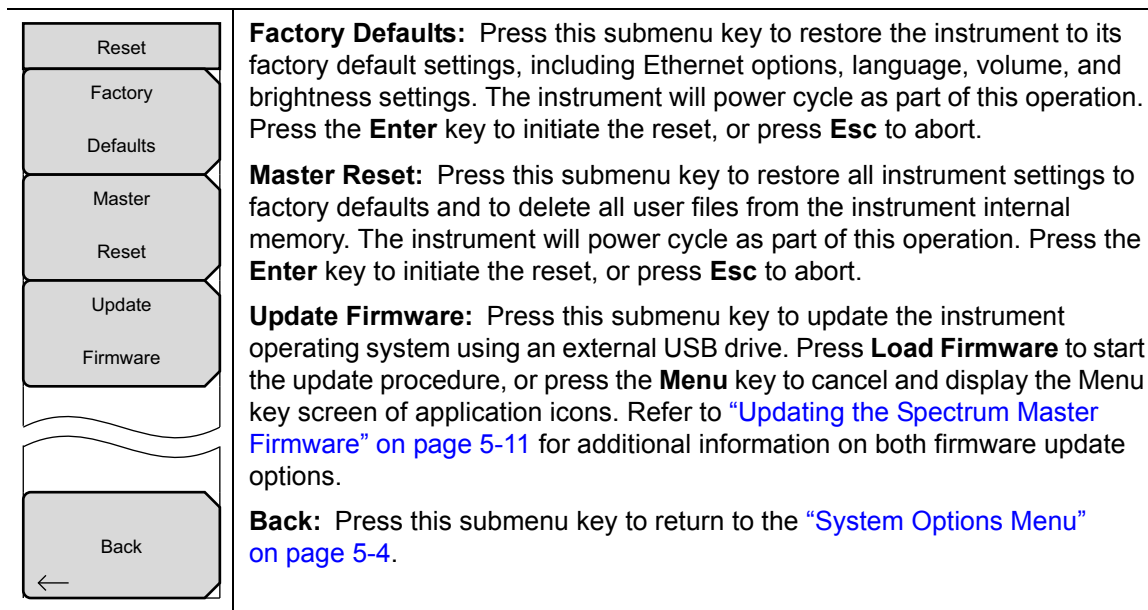 Reset
Factory
Defaults
Master
Reset
Update
Firmware
Back
Factory Defaults: Press this submenu key to restore the instrument to its
factory default settings, including Ethernet options, language, volume, and
brightness settings. The instrument will power cycle as part of this operation.
Press the Enter key to initiate the reset, or press Esc to abort.
Master Reset: Press this submenu key to restore all instrument settings to
factory defaults and to delete all user files from the instrument internal
memory. The instrument will power cycle as part of this operation. Press the
Enter key to initiate the reset, or press Esc to abort.
Update Firmware: Press this submenu key to update the instrument
operating system using an external USB drive. Press Load Firmware to start
the update procedure, or press the Menu key to cancel and display the Menu
key screen of application icons. Refer to “Updating the Spectrum Master
Firmware” on page 5-11 for additional information on both firmware update
options.
Back: Press this submenu key to return to the “System Options Menu”
on page 5-4.